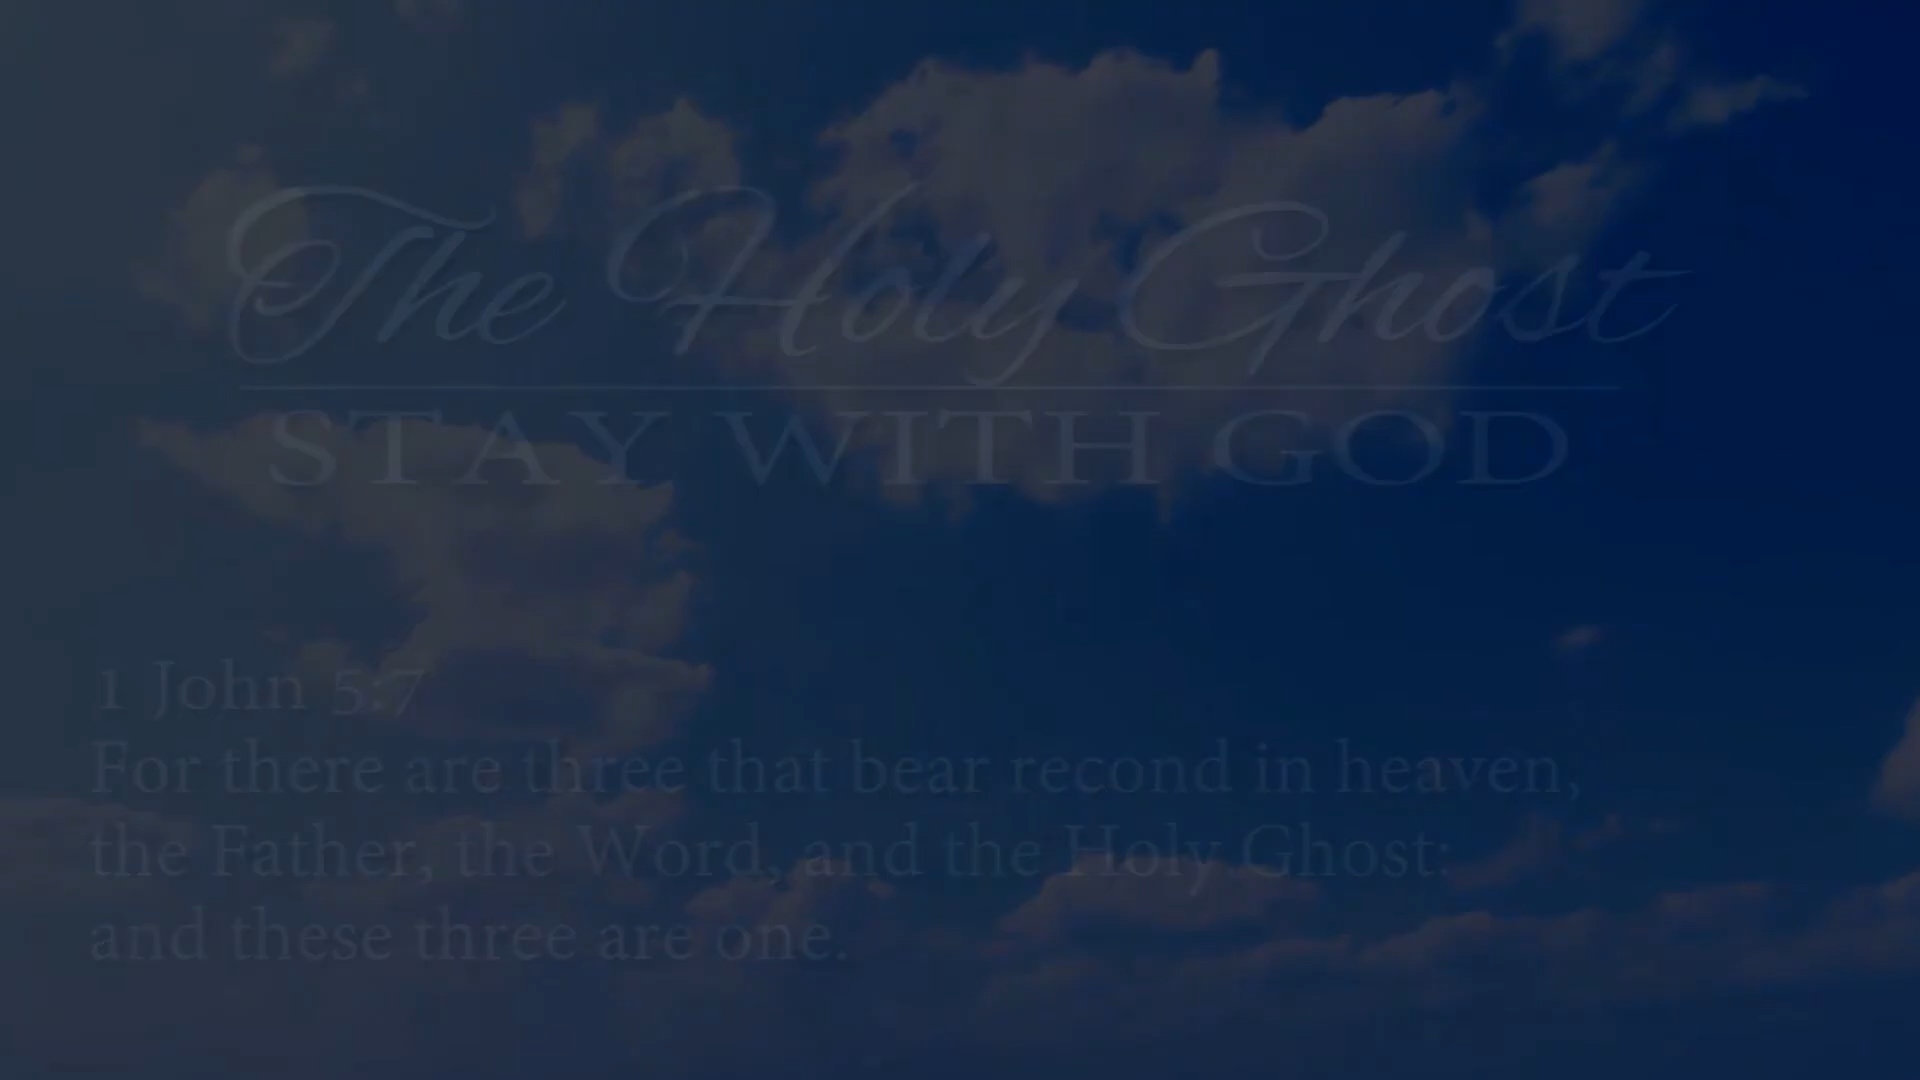 The Holy Ghost
STAY WITH GOD
1 John 5:7
For there are three that bear recond in heaven,
the Father, the Word, and the Holy Ghost:
and these three are one.